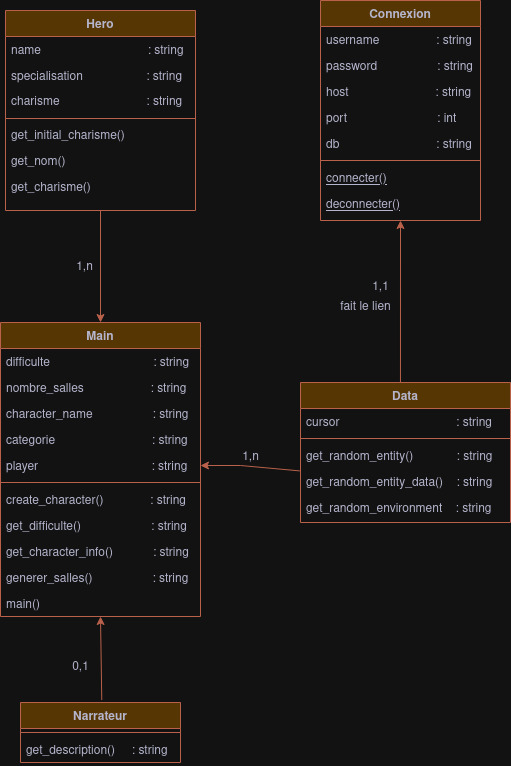 Hero
name : string
specialisation : string
charisme : string
get_initial_charisme()
get_nom()
get_charisme()
Connexion
username : string
password : string
host : string
port : int
db : string
connecter()
deconnecter()
1,n
1,1
fait le lien
Main
difficulte : string
nombre_salles : string
character_name : string
categorie : string
player : string
create_character() : string
get_difficulte() : string
get_character_info() : string
generer_salles() : string
main()
1,n
Data
cursor : string
get_random_entity() : string
get_random_entity_data() : string
get_random_environment : string
0,1
Narrateur
get_description() : string